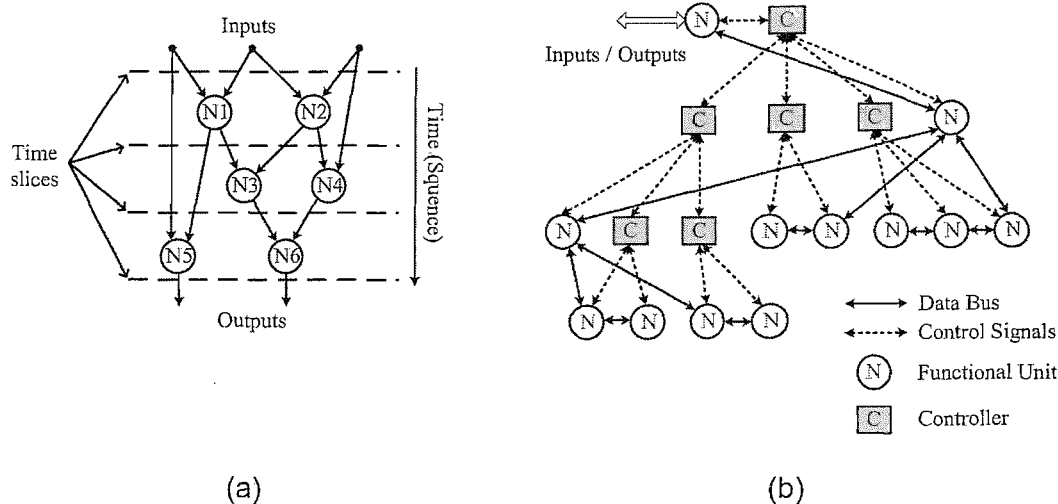 Inputs
N1
N2
Time
slices
N3
N4
N5
N6
Outputs
Time (Squence)
(a)
N
C
Inputs / Outputs
C
C
C
N
N
C
C
N
N
N
N
N
N
N
N
N
Data Bus
Control Signals
N
Functional Unit
C
Controller
(b)